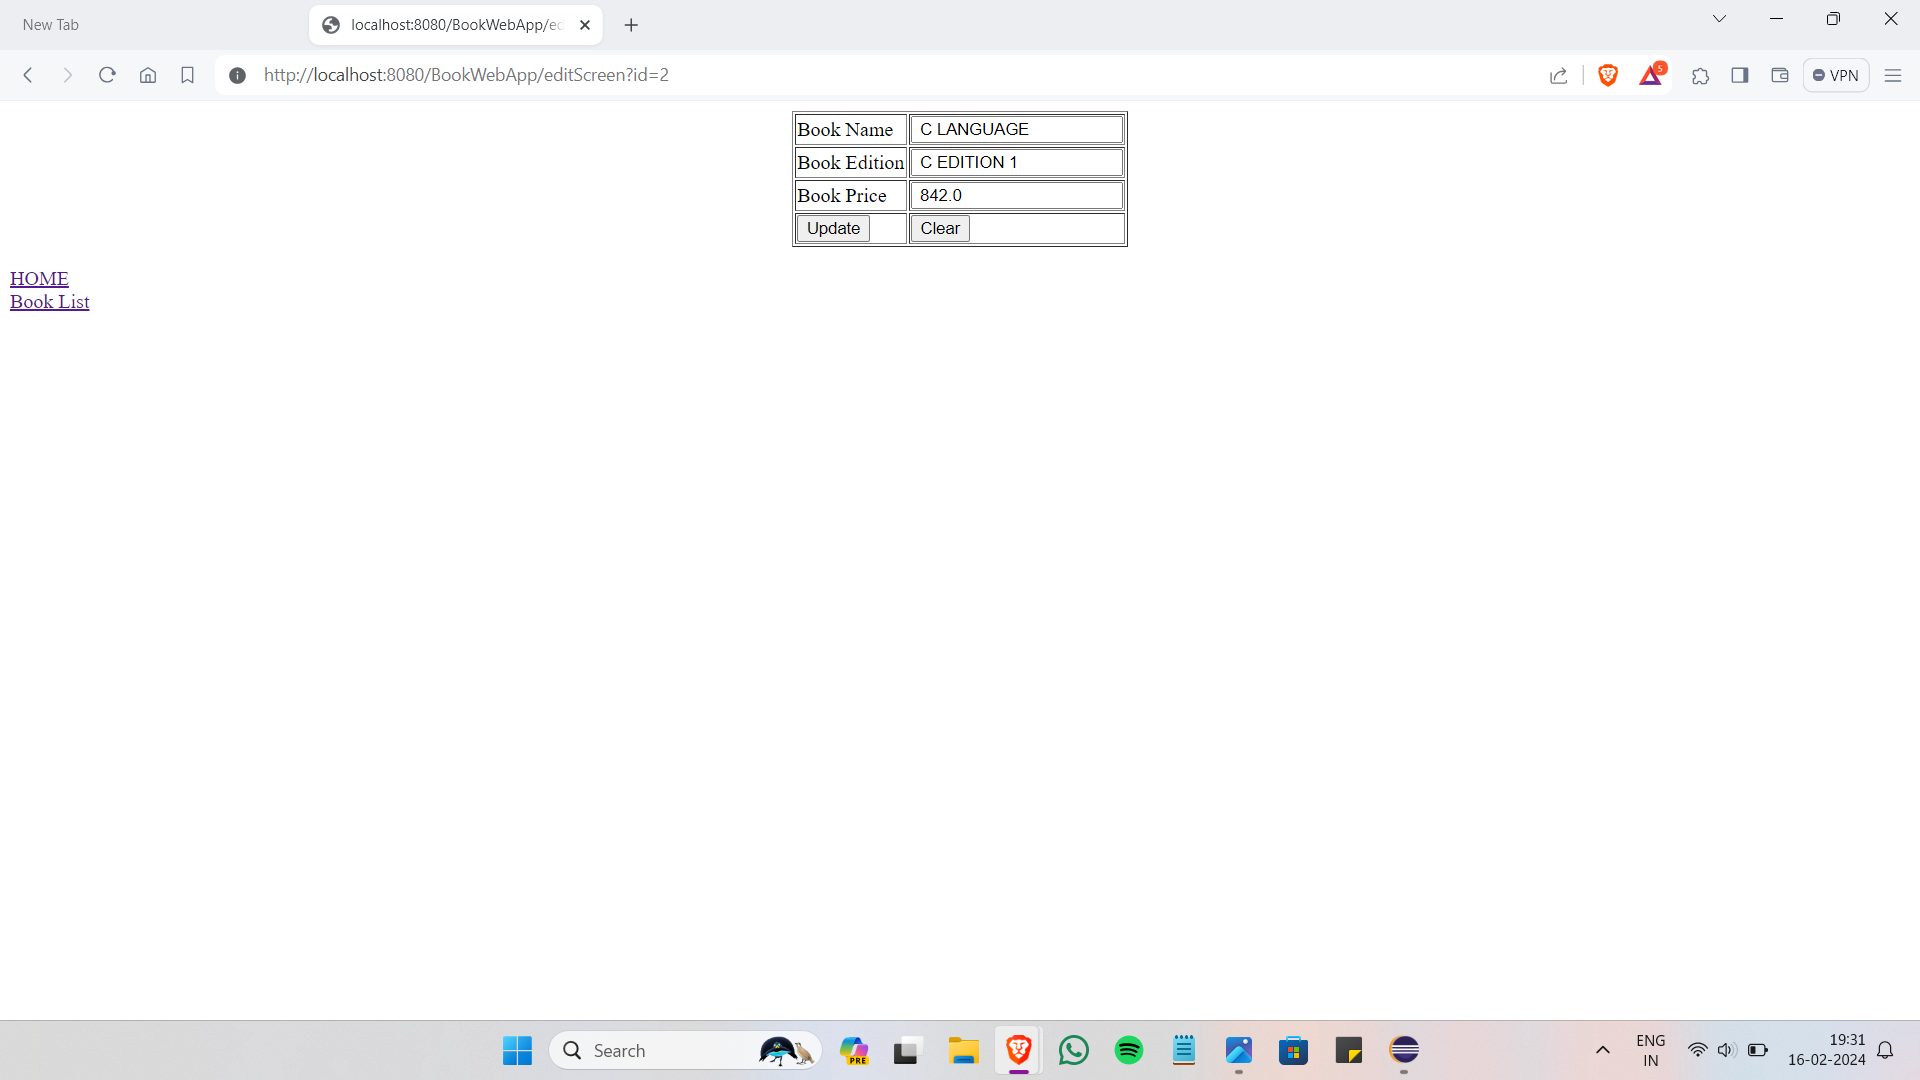 New Tab
localhost:8080/BookWebApp/ed
http://localhost:8080/BookWebApp/editScreen?id=2
5
VPN
Book Name C LANGUAGE
Book Edition C EDITION 1
Book Price 842.0
Update Clear
HOME
Book List
Search
PRE
ENG
IN
19:31
16-02-2024